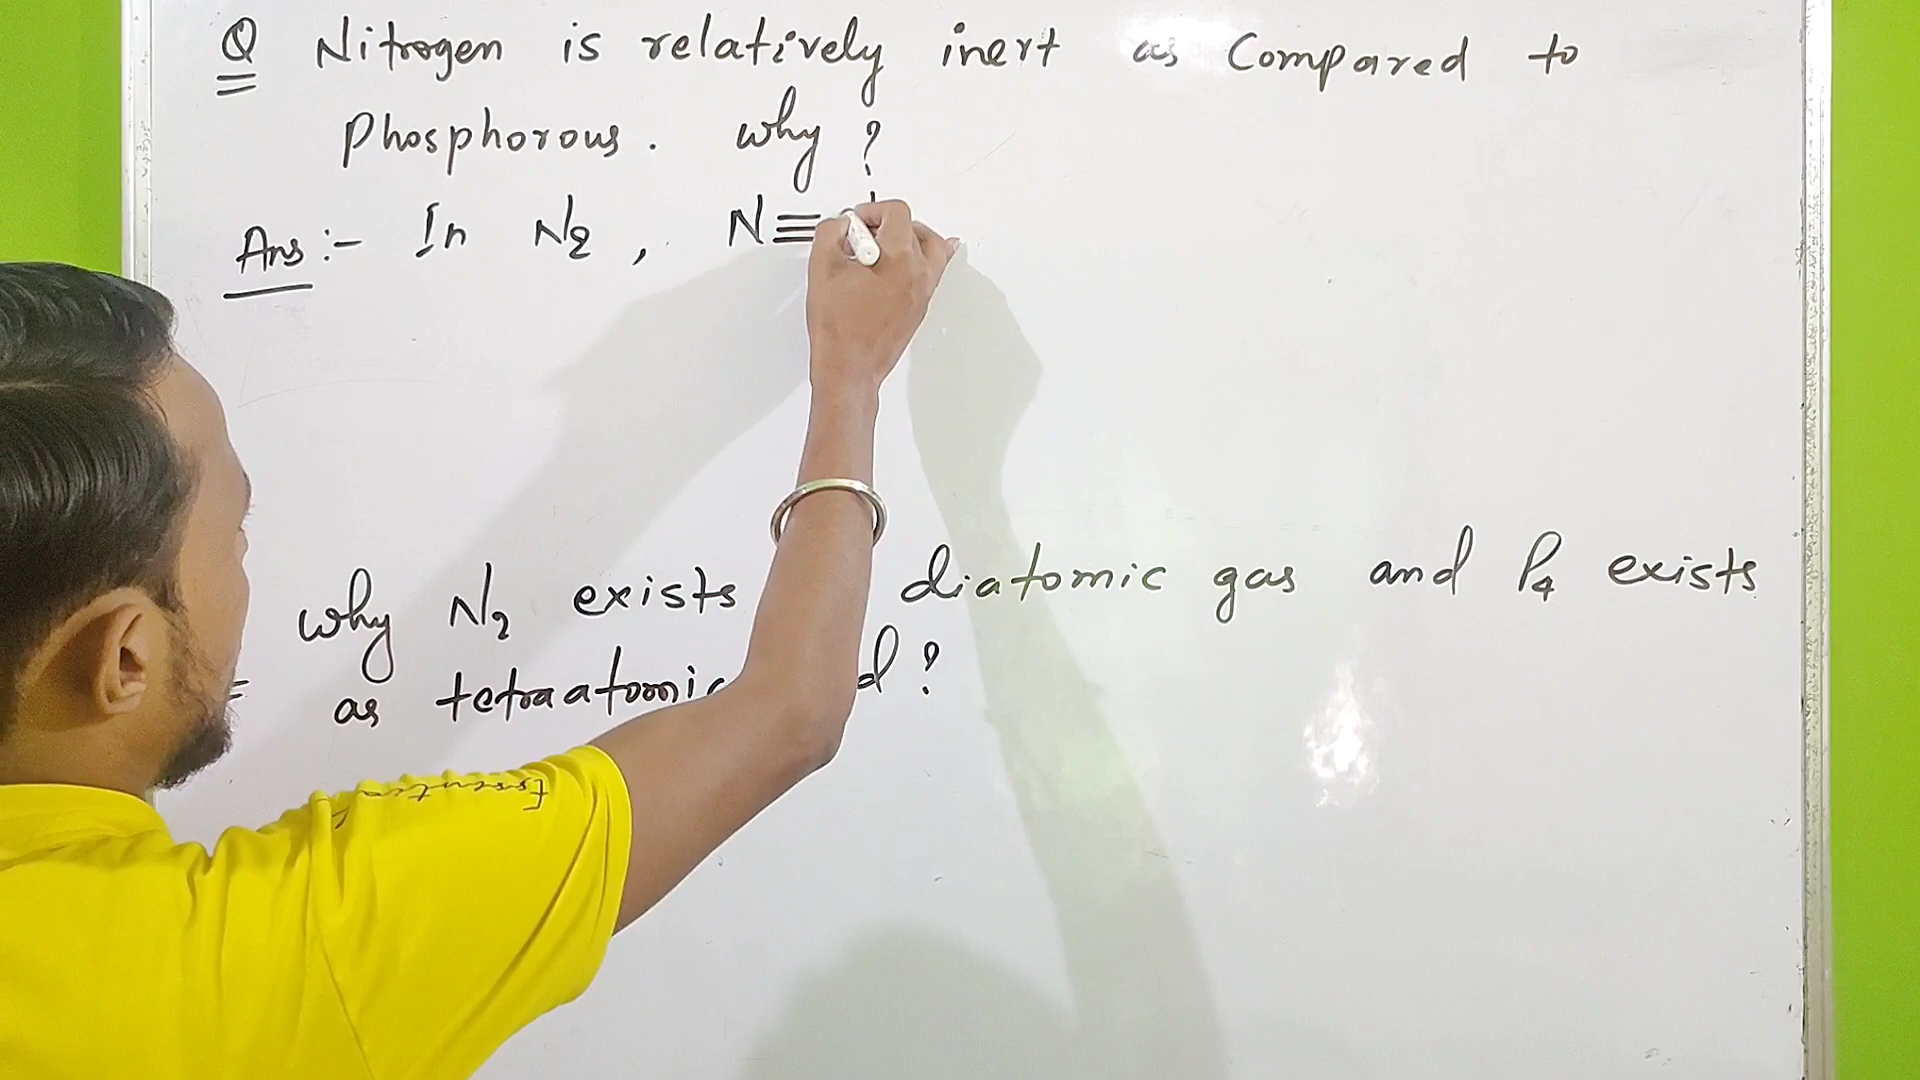 Q Nitrogen is relatively inert as Compared to
Phosphorous. why ?
Ans :- In N2 , N≡
why N2 exists diatomic gas and P4 exists
as tetraatomic d ?
Essentia